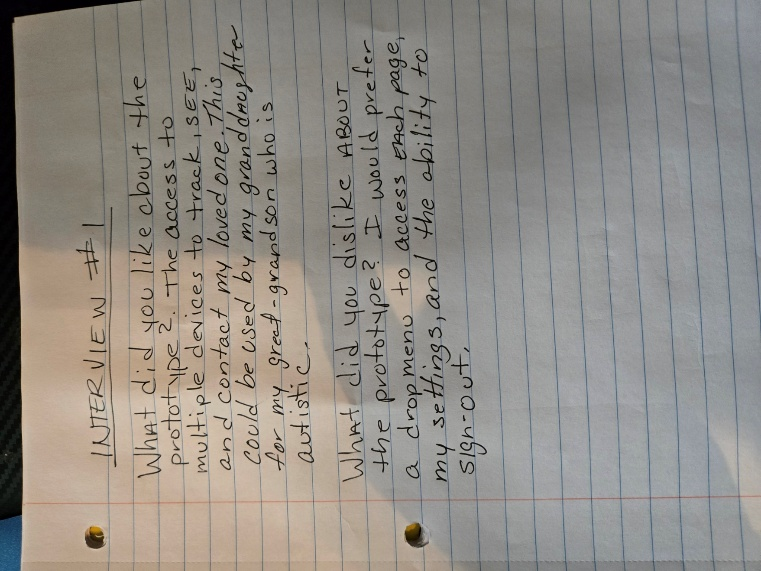 INTERVIEW #1
What did you like about the
prototype? The access to
multiple devices to track, SEE,
and contact my loved one. This
could be used by my granddaughter
for my great-grandson who is
autistic.
What did you dislike ABOUT
the prototype? I would prefer
a dropmenu to access EACH page,
my settings, and the ability to
sign-out.